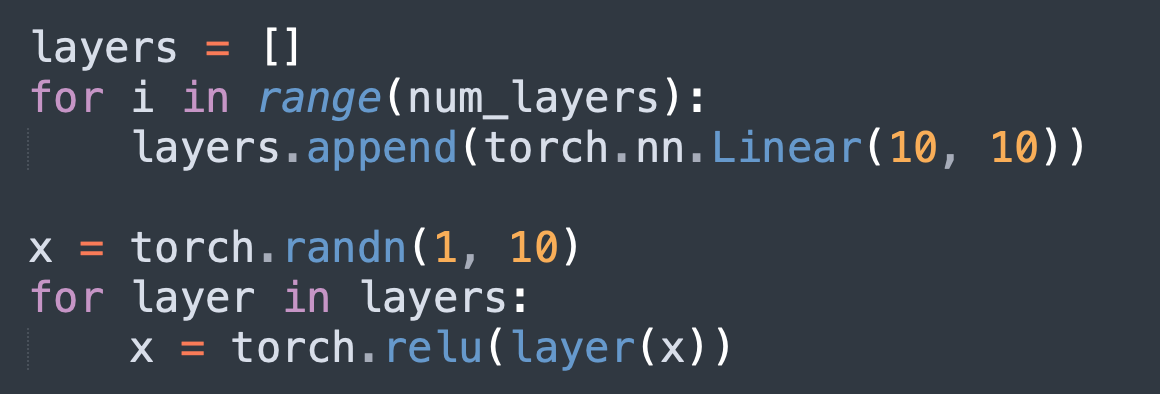 layers = []
for i in range(num_layers):
    layers.append(torch.nn.Linear(10, 10))

x = torch.randn(1, 10)
for layer in layers:
    x = torch.relu(layer(x))